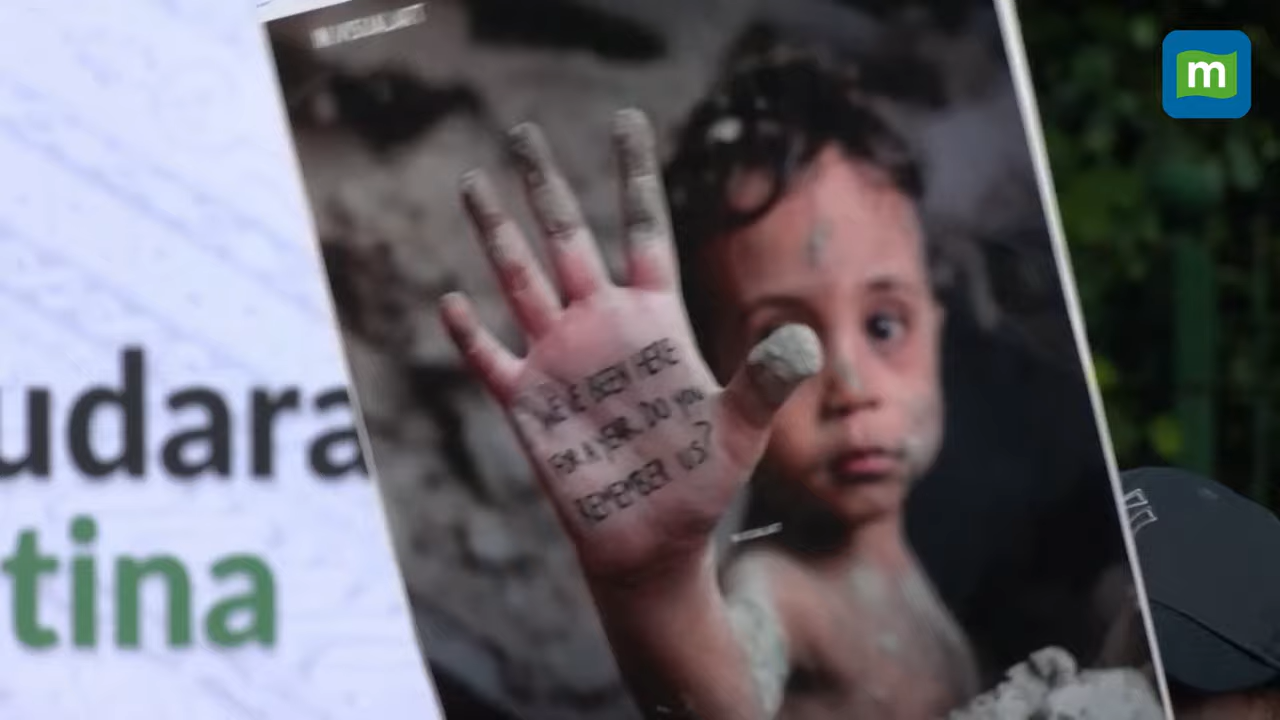 m
udara
tina
WE'VE BEEN HERE
FOR A YEAR. DO YOU
REMEMBER US?